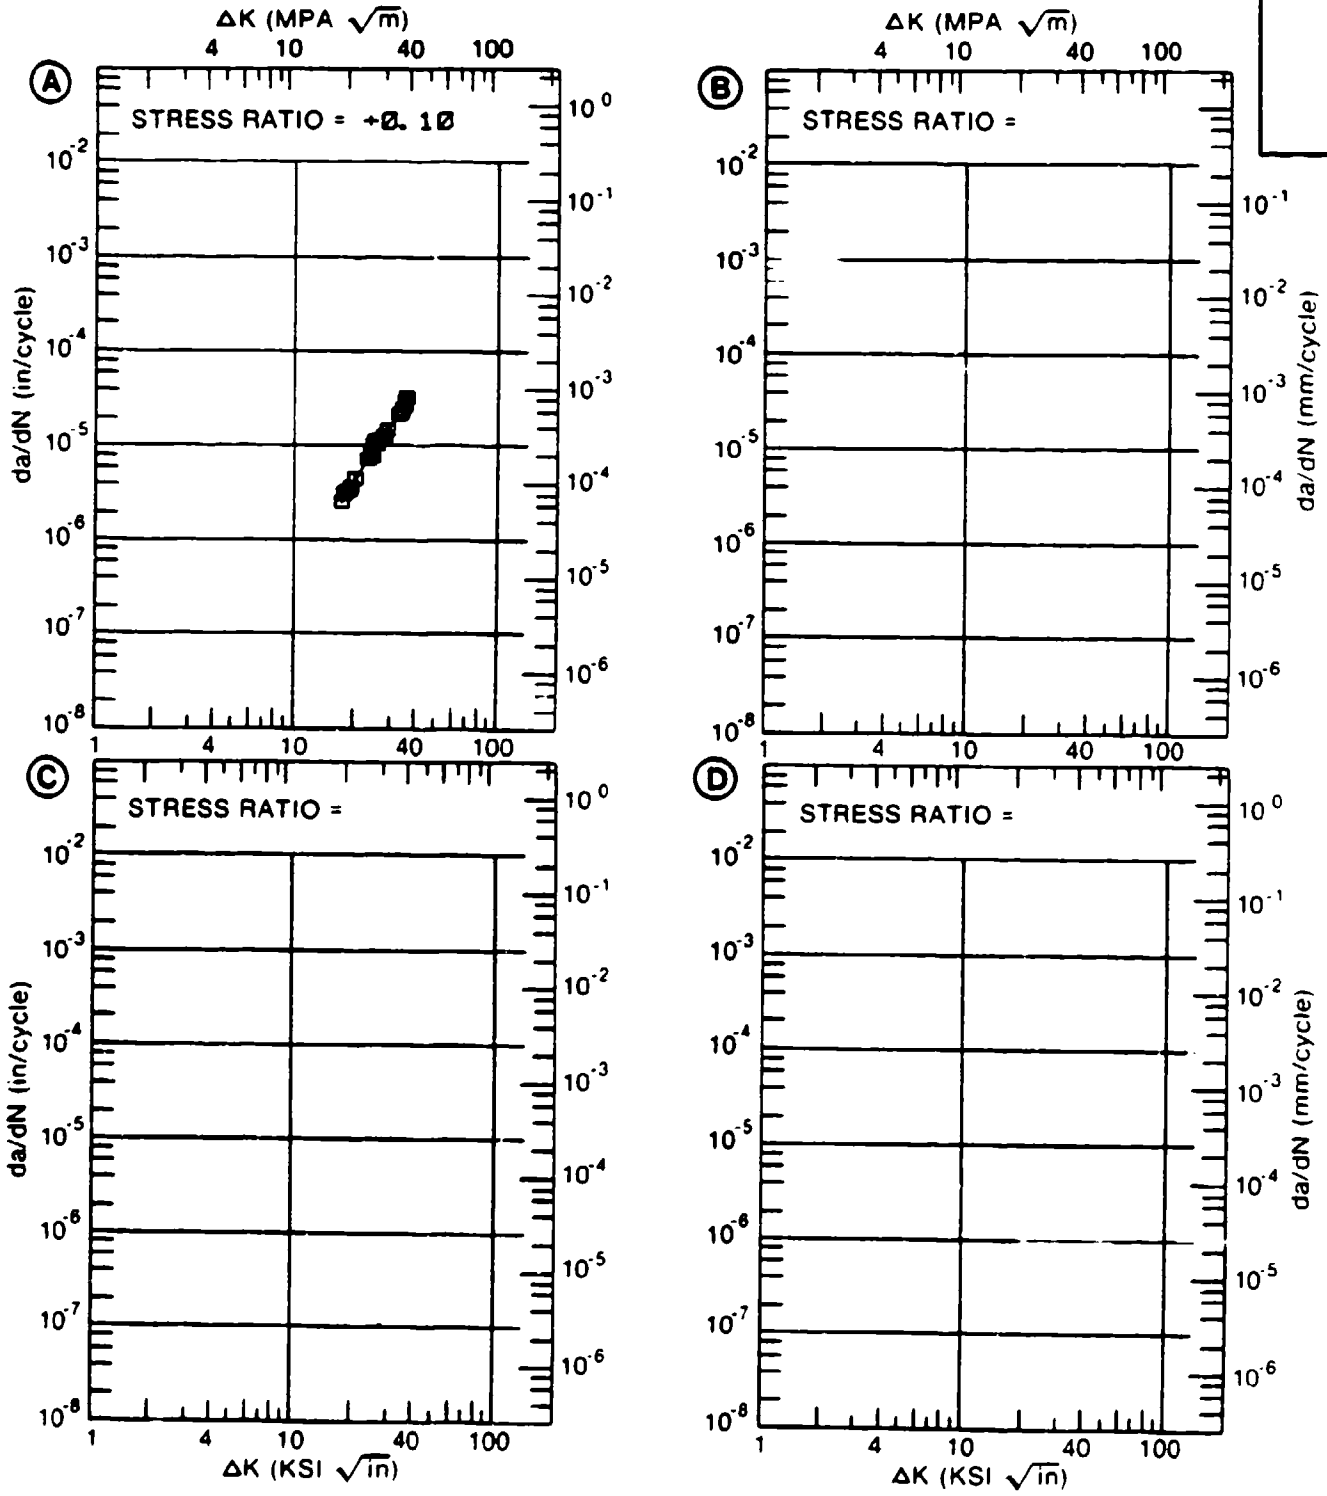 ΔK (MPA √m) ΔK (MPA √m)
4 10 40 100 4 10 40 100
A B
STRESS RATIO = +0.10 STRESS RATIO =
da/dN (in/cycle)
10⁻² 10⁻³ 10⁻⁴ 10⁻⁵ 10⁻⁶ 10⁻⁷ 10⁻⁸
10⁰ 10⁻¹ 10⁻² 10⁻³ 10⁻⁴ 10⁻⁵ 10⁻⁶
10⁻² 10⁻³ 10⁻⁴ 10⁻⁵ 10⁻⁶ 10⁻⁷ 10⁻⁸
10⁻¹ 10⁻² 10⁻³ 10⁻⁴ 10⁻⁵ 10⁻⁶
da/dN (mm/cycle)
1 4 10 40 100 1 4 10 40 100
C D
STRESS RATIO = STRESS RATIO =
da/dN (in/cycle)
10⁻² 10⁻³ 10⁻⁴ 10⁻⁵ 10⁻⁶ 10⁻⁷ 10⁻⁸
10⁰ 10⁻¹ 10⁻² 10⁻³ 10⁻⁴ 10⁻⁵ 10⁻⁶
10⁻² 10⁻³ 10⁻⁴ 10⁻⁵ 10⁻⁶ 10⁻⁷ 10⁻⁸
10⁰ 10⁻¹ 10⁻² 10⁻³ 10⁻⁴ 10⁻⁵ 10⁻⁶
da/dN (mm/cycle)
1 4 10 40 100 1 4 10 40 100
ΔK (KSI √in) ΔK (KSI √in)